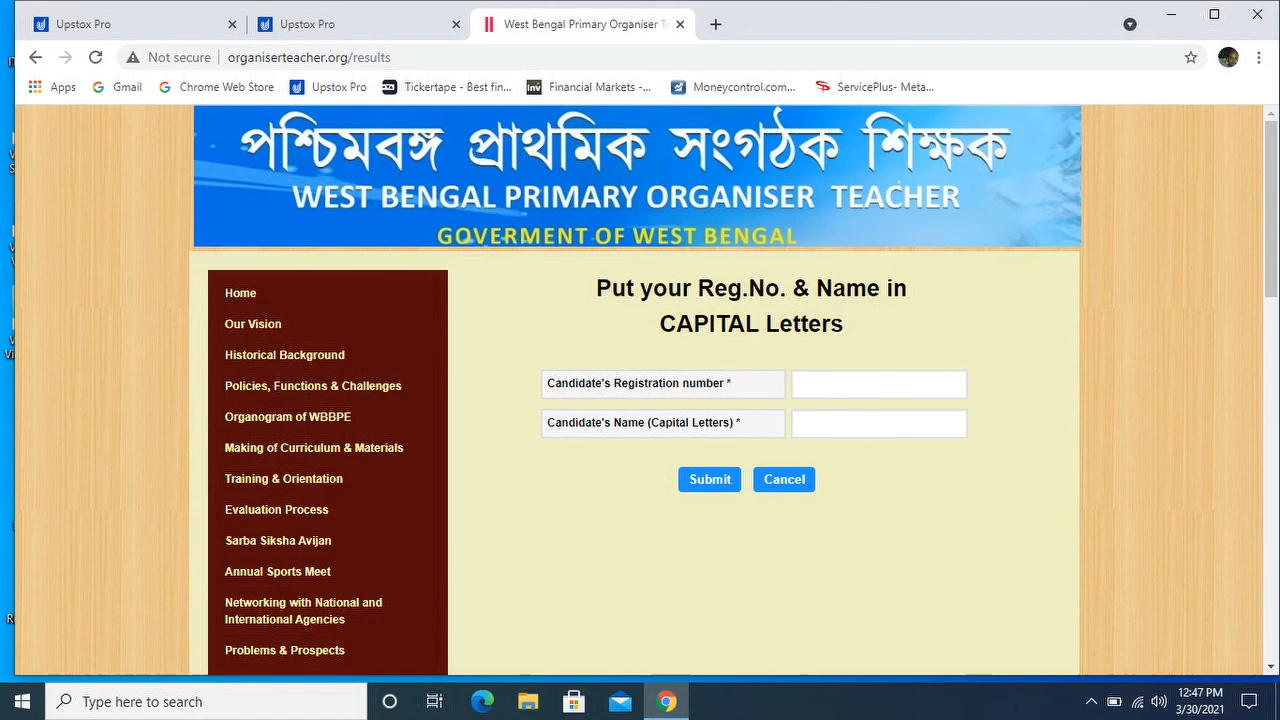 Upstox Pro
Upstox Pro
West Bengal Primary Organiser T
Not secure
organiserteacher.org/results
Apps
Gmail
Chrome Web Store
Upstox Pro
Tickertape - Best fin...
Financial Markets -...
Moneycontrol.com...
ServicePlus- Meta...
পশ্চিমবঙ্গ প্রাথমিক সংগঠক শিক্ষক
WEST BENGAL PRIMARY ORGANISER TEACHER
GOVERMENT OF WEST BENGAL
Home
Our Vision
Historical Background
Policies, Functions & Challenges
Organogram of WBBPE
Making of Curriculum & Materials
Training & Orientation
Evaluation Process
Sarba Siksha Avijan
Annual Sports Meet
Networking with National and
International Agencies
Problems & Prospects
Put your Reg.No. & Name in
CAPITAL Letters
Candidate's Registration number *
Candidate's Name (Capital Letters) *
Submit Cancel
Type here to search
12:47 PM
3/30/2021